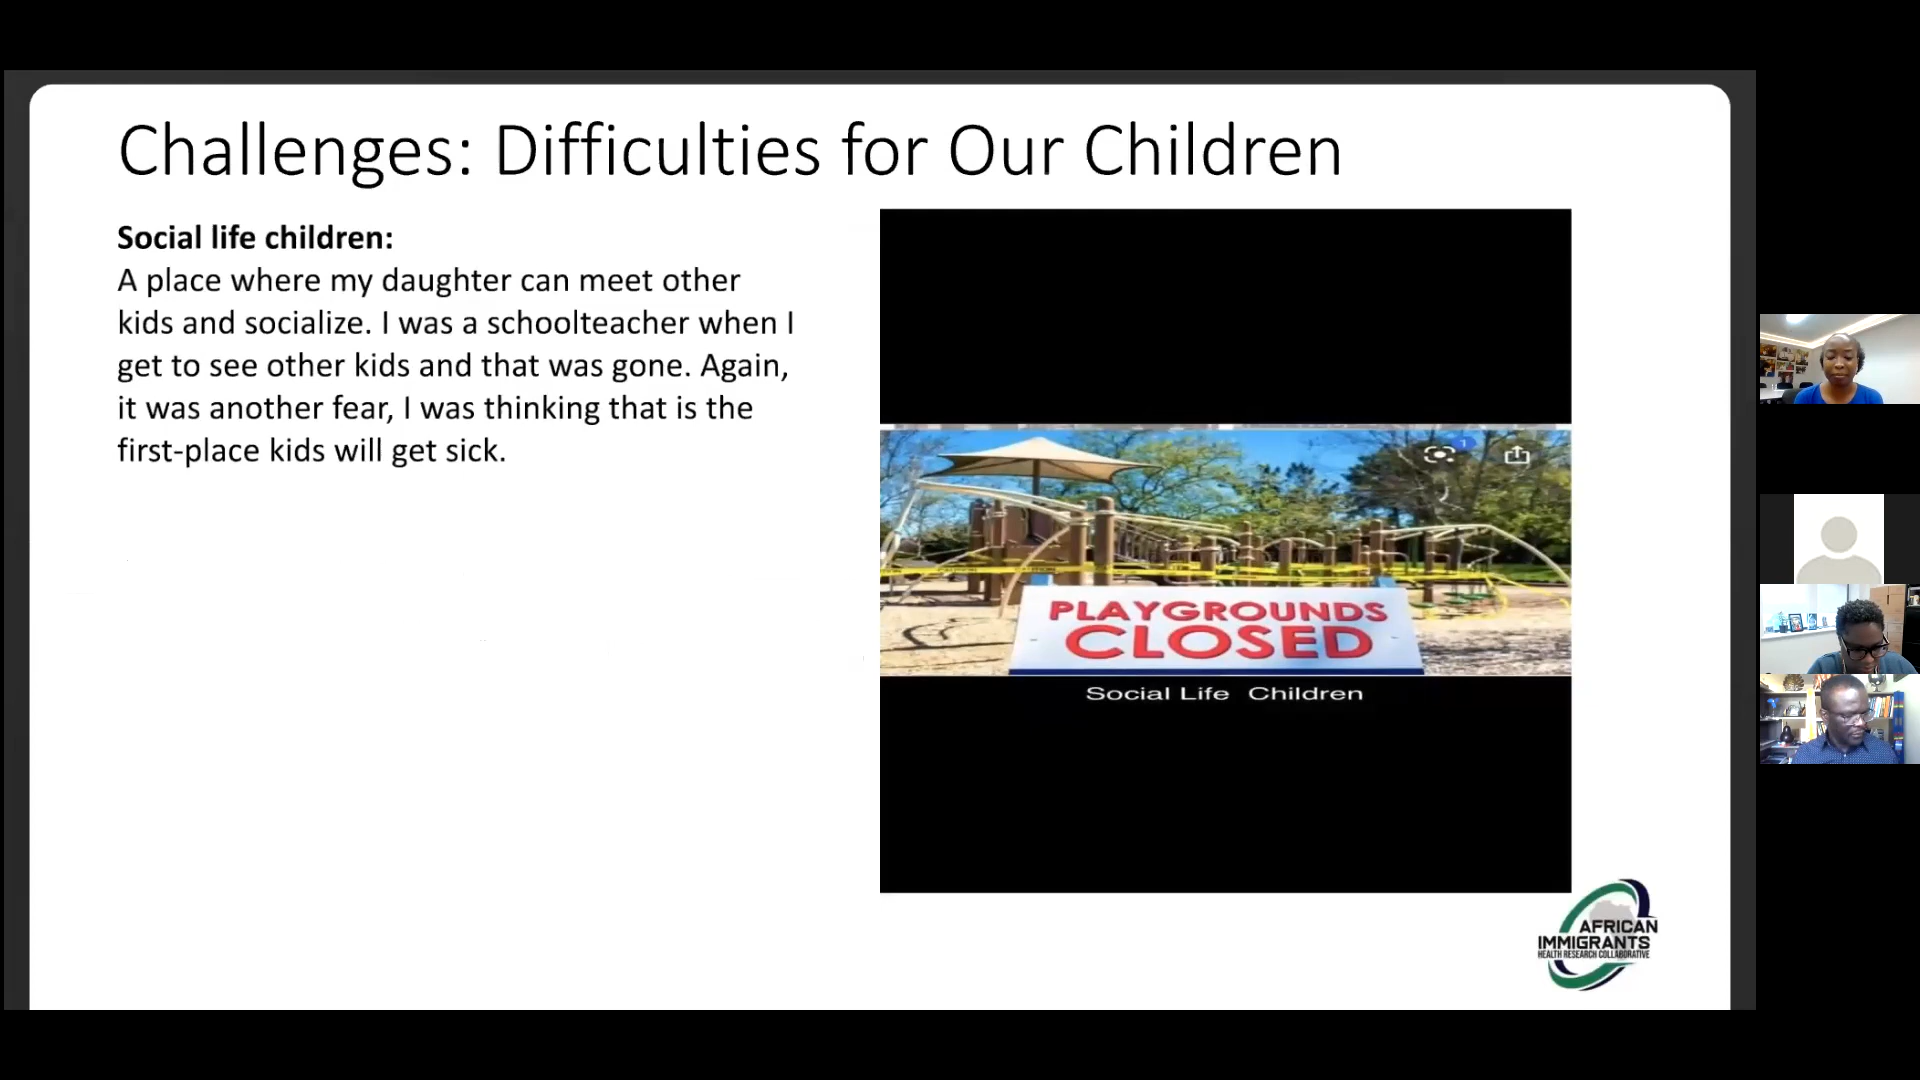 Challenges: Difficulties for Our Children
Social life children:
A place where my daughter can meet other
kids and socialize. I was a schoolteacher when I
get to see other kids and that was gone. Again,
it was another fear, I was thinking that is the
first-place kids will get sick.
1
PLAYGROUNDS
CLOSED
Social Life Children
AFRICAN
IMMIGRANTS
HEALTH RESEARCH COLLABORATIVE